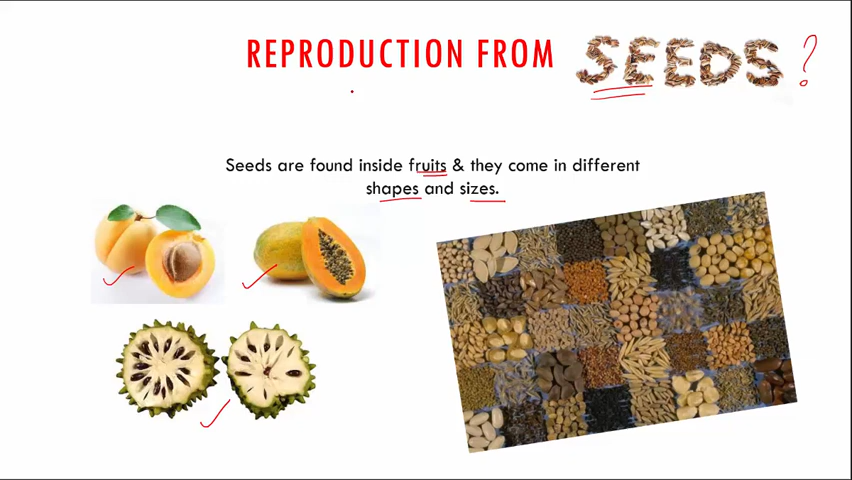 REPRODUCTION FROM SEEDS ?
Seeds are found inside fruits & they come in different
shapes and sizes.